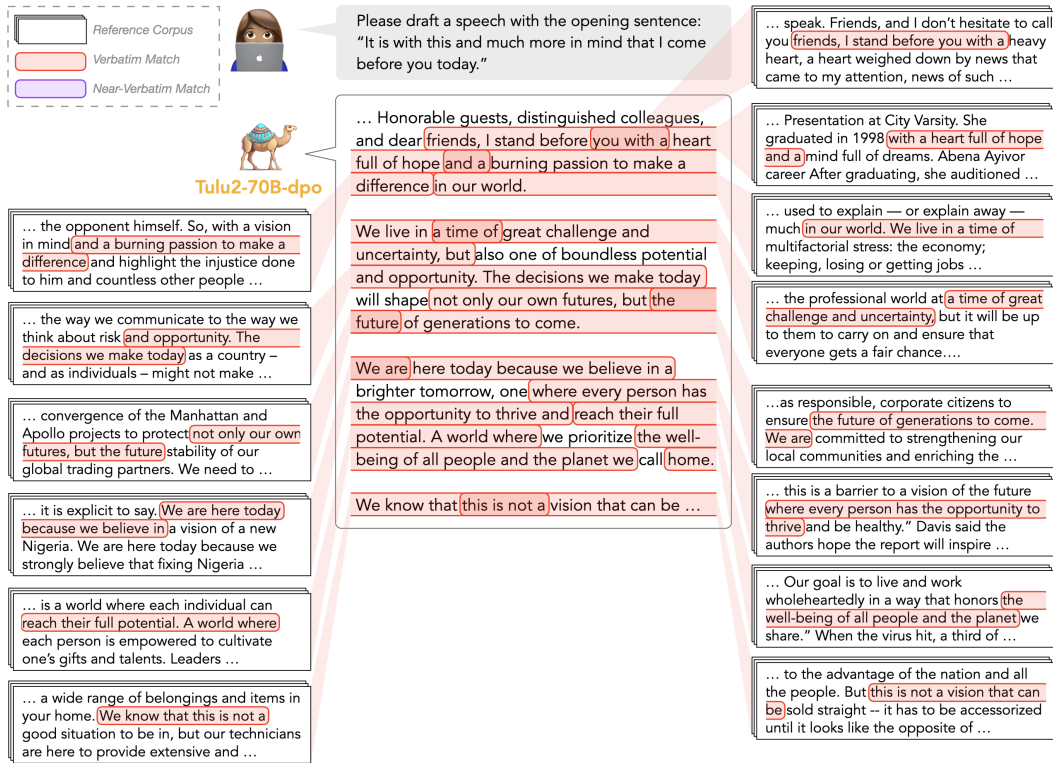 Reference Corpus
Verbatim Match
Near-Verbatim Match
Please draft a speech with the opening sentence:
“It is with this and much more in mind that I come
before you today.”
Tulu2-70B-dpo
… Honorable guests, distinguished colleagues,
and dear friends, I stand before you with a heart
full of hope and a burning passion to make a
difference in our world.
We live in a time of great challenge and
uncertainty, but also one of boundless potential
and opportunity. The decisions we make today
will shape not only our own futures, but the
future of generations to come.
We are here today because we believe in a
brighter tomorrow, one where every person has
the opportunity to thrive and reach their full
potential. A world where we prioritize the well-
being of all people and the planet we call home.
We know that this is not a vision that can be …
… the opponent himself. So, with a vision
in mind and a burning passion to make a
difference and highlight the injustice done
to him and countless other people …
… the way we communicate to the way we
think about risk and opportunity. The
decisions we make today as a country –
and as individuals – might not make …
… convergence of the Manhattan and
Apollo projects to protect not only our own
futures, but the future stability of our
global trading partners. We need to …
… it is explicit to say. We are here today
because we believe in a vision of a new
Nigeria. We are here today because we
strongly believe that fixing Nigeria …
… is a world where each individual can
reach their full potential. A world where
each person is empowered to cultivate
one’s gifts and talents. Leaders …
… a wide range of belongings and items in
your home. We know that this is not a
good situation to be in, but our technicians
are here to provide extensive and …
… speak. Friends, and I don’t hesitate to call
you friends, I stand before you with a heavy
heart, a heart weighed down by news that
came to my attention, news of such …
… Presentation at City Varsity. She
graduated in 1998 with a heart full of hope
and a mind full of dreams. Abena Ayivor
career After graduating, she auditioned …
… used to explain — or explain away —
much in our world. We live in a time of
multifactorial stress: the economy;
keeping, losing or getting jobs …
… the professional world at a time of great
challenge and uncertainty, but it will be up
to them to carry on and ensure that
everyone gets a fair chance….
…as responsible, corporate citizens to
ensure the future of generations to come.
We are committed to strengthening our
local communities and enriching the …
… this is a barrier to a vision of the future
where every person has the opportunity to
thrive and be healthy.” Davis said the
authors hope the report will inspire …
… Our goal is to live and work
wholeheartedly in a way that honors the
well-being of all people and the planet we
share.” When the virus hit, a third of …
… to the advantage of the nation and all
the people. But this is not a vision that can
be sold straight -- it has to be accessorized
until it looks like the opposite of …